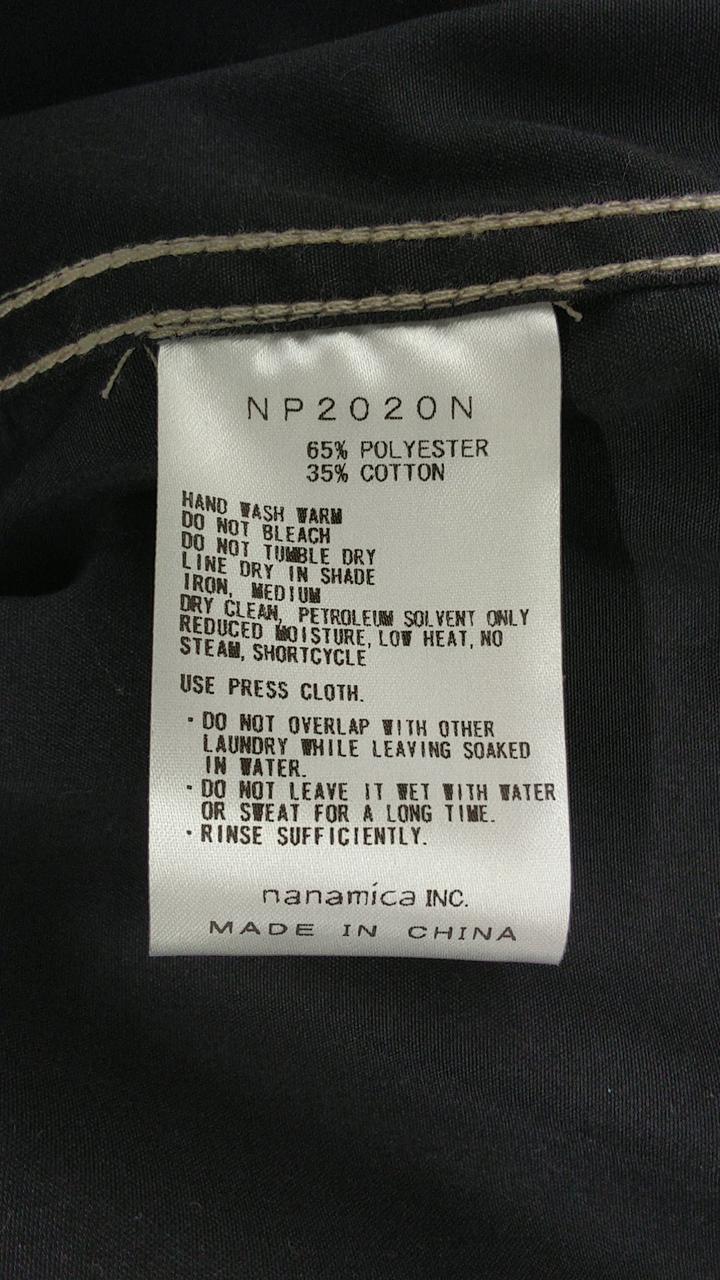 NP2020N
65% POLYESTER
35% COTTON
HAND WASH WARM
DO NOT BLEACH
DO NOT TUMBLE DRY
LINE DRY IN SHADE
IRON, MEDIUM
DRY CLEAN, PETROLEUM SOLVENT ONLY
REDUCED MOISTURE, LOW HEAT, NO
STEAM, SHORTCYCLE
USE PRESS CLOTH.
・DO NOT OVERLAP WITH OTHER
LAUNDRY WHILE LEAVING SOAKED
IN WATER.
・DO NOT LEAVE IT WET WITH WATER
OR SWEAT FOR A LONG TIME.
・RINSE SUFFICIENTLY.
nanamica INC.
MADE IN CHINA